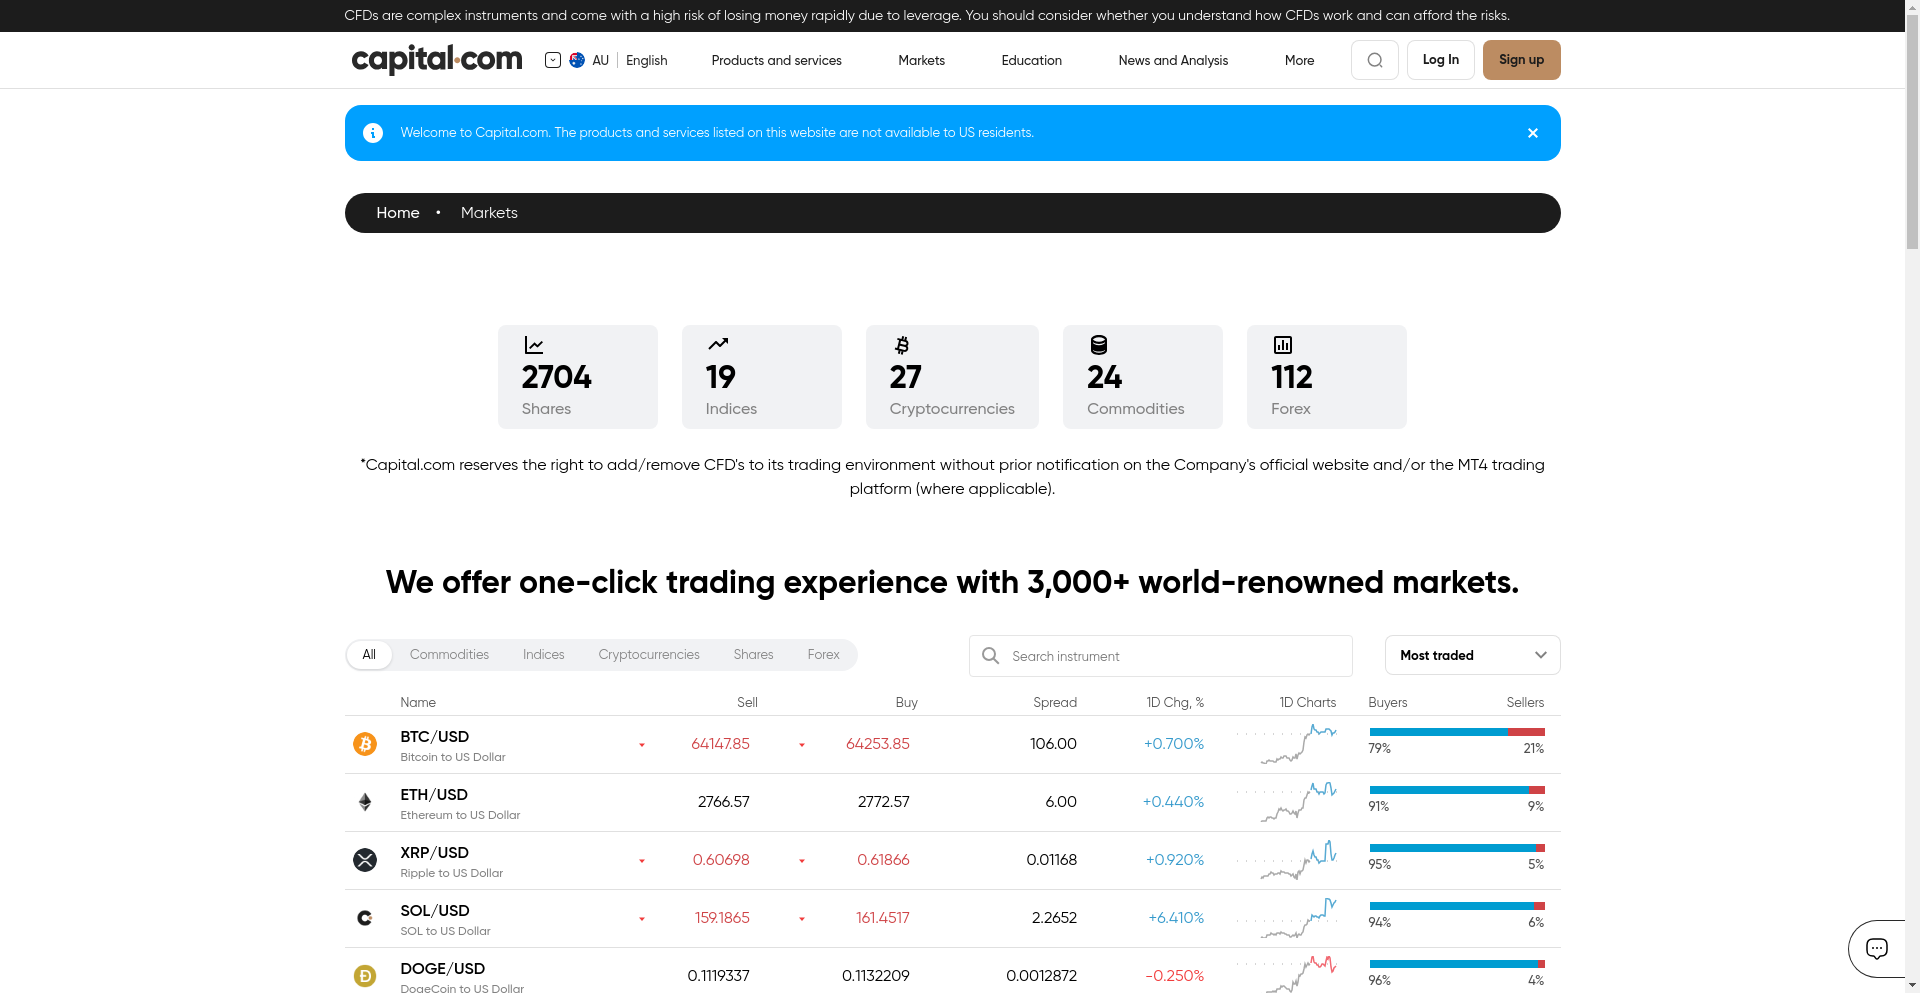 CFDs are complex instruments and come with a high risk of losing money rapidly due to leverage. You should consider whether you understand how CFDs work and can afford the risks.
capital.com AU English Products and services Markets Education News and Analysis More Log In Sign up
Welcome to Capital.com. The products and services listed on this website are not available to US residents.
Home • Markets
2704 19 27 24 112
Shares Indices Cryptocurrencies Commodities Forex
*Capital.com reserves the right to add/remove CFD's to its trading environment without prior notification on the Company's official website and/or the MT4 trading
platform (where applicable).
We offer one-click trading experience with 3,000+ world-renowned markets.
All Commodities Indices Cryptocurrencies Shares Forex Search instrument Most traded
Name Sell Buy Spread 1D Chg, % 1D Charts Buyers Sellers
BTC/USD 64147.85 64253.85 106.00 +0.700%
Bitcoin to US Dollar 79% 21%
ETH/USD 2766.57 2772.57 6.00 +0.440%
Ethereum to US Dollar 91% 9%
XRP/USD 0.60698 0.61866 0.01168 +0.920%
Ripple to US Dollar 95% 5%
SOL/USD 159.1865 161.4517 2.2652 +6.410%
SOL to US Dollar 94% 6%
DOGE/USD 0.1119337 0.1132209 0.0012872 -0.250%
DogeCoin to US Dollar 96% 4%